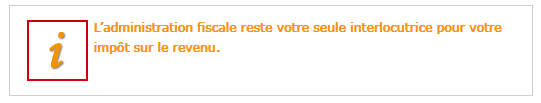 L'administration fiscale reste votre seule interlocutrice pour votre
impôt sur le revenu.